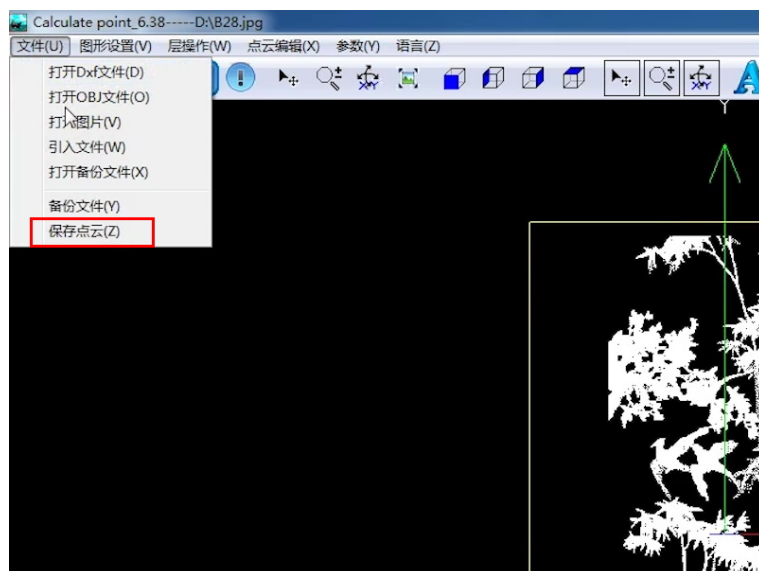 Calculate point_6.38-----D:\B28.jpg
文件(U) 图形设置(V) 层操作(W) 点云编辑(X) 参数(Y) 语言(Z)
打开Dxf文件(D)
打开OBJ文件(O)
打入图片(V)
引入文件(W)
打开备份文件(X)
备份文件(Y)
保存点云(Z)
XY
XY
A
Y